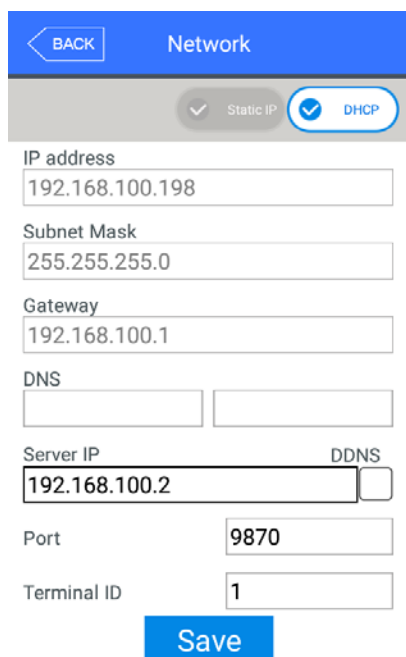 BACK Network
Static IP DHCP
IP address
192.168.100.198
Subnet Mask
255.255.255.0
Gateway
192.168.100.1
DNS
Server IP DDNS
192.168.100.2
Port 9870
Terminal ID 1
Save